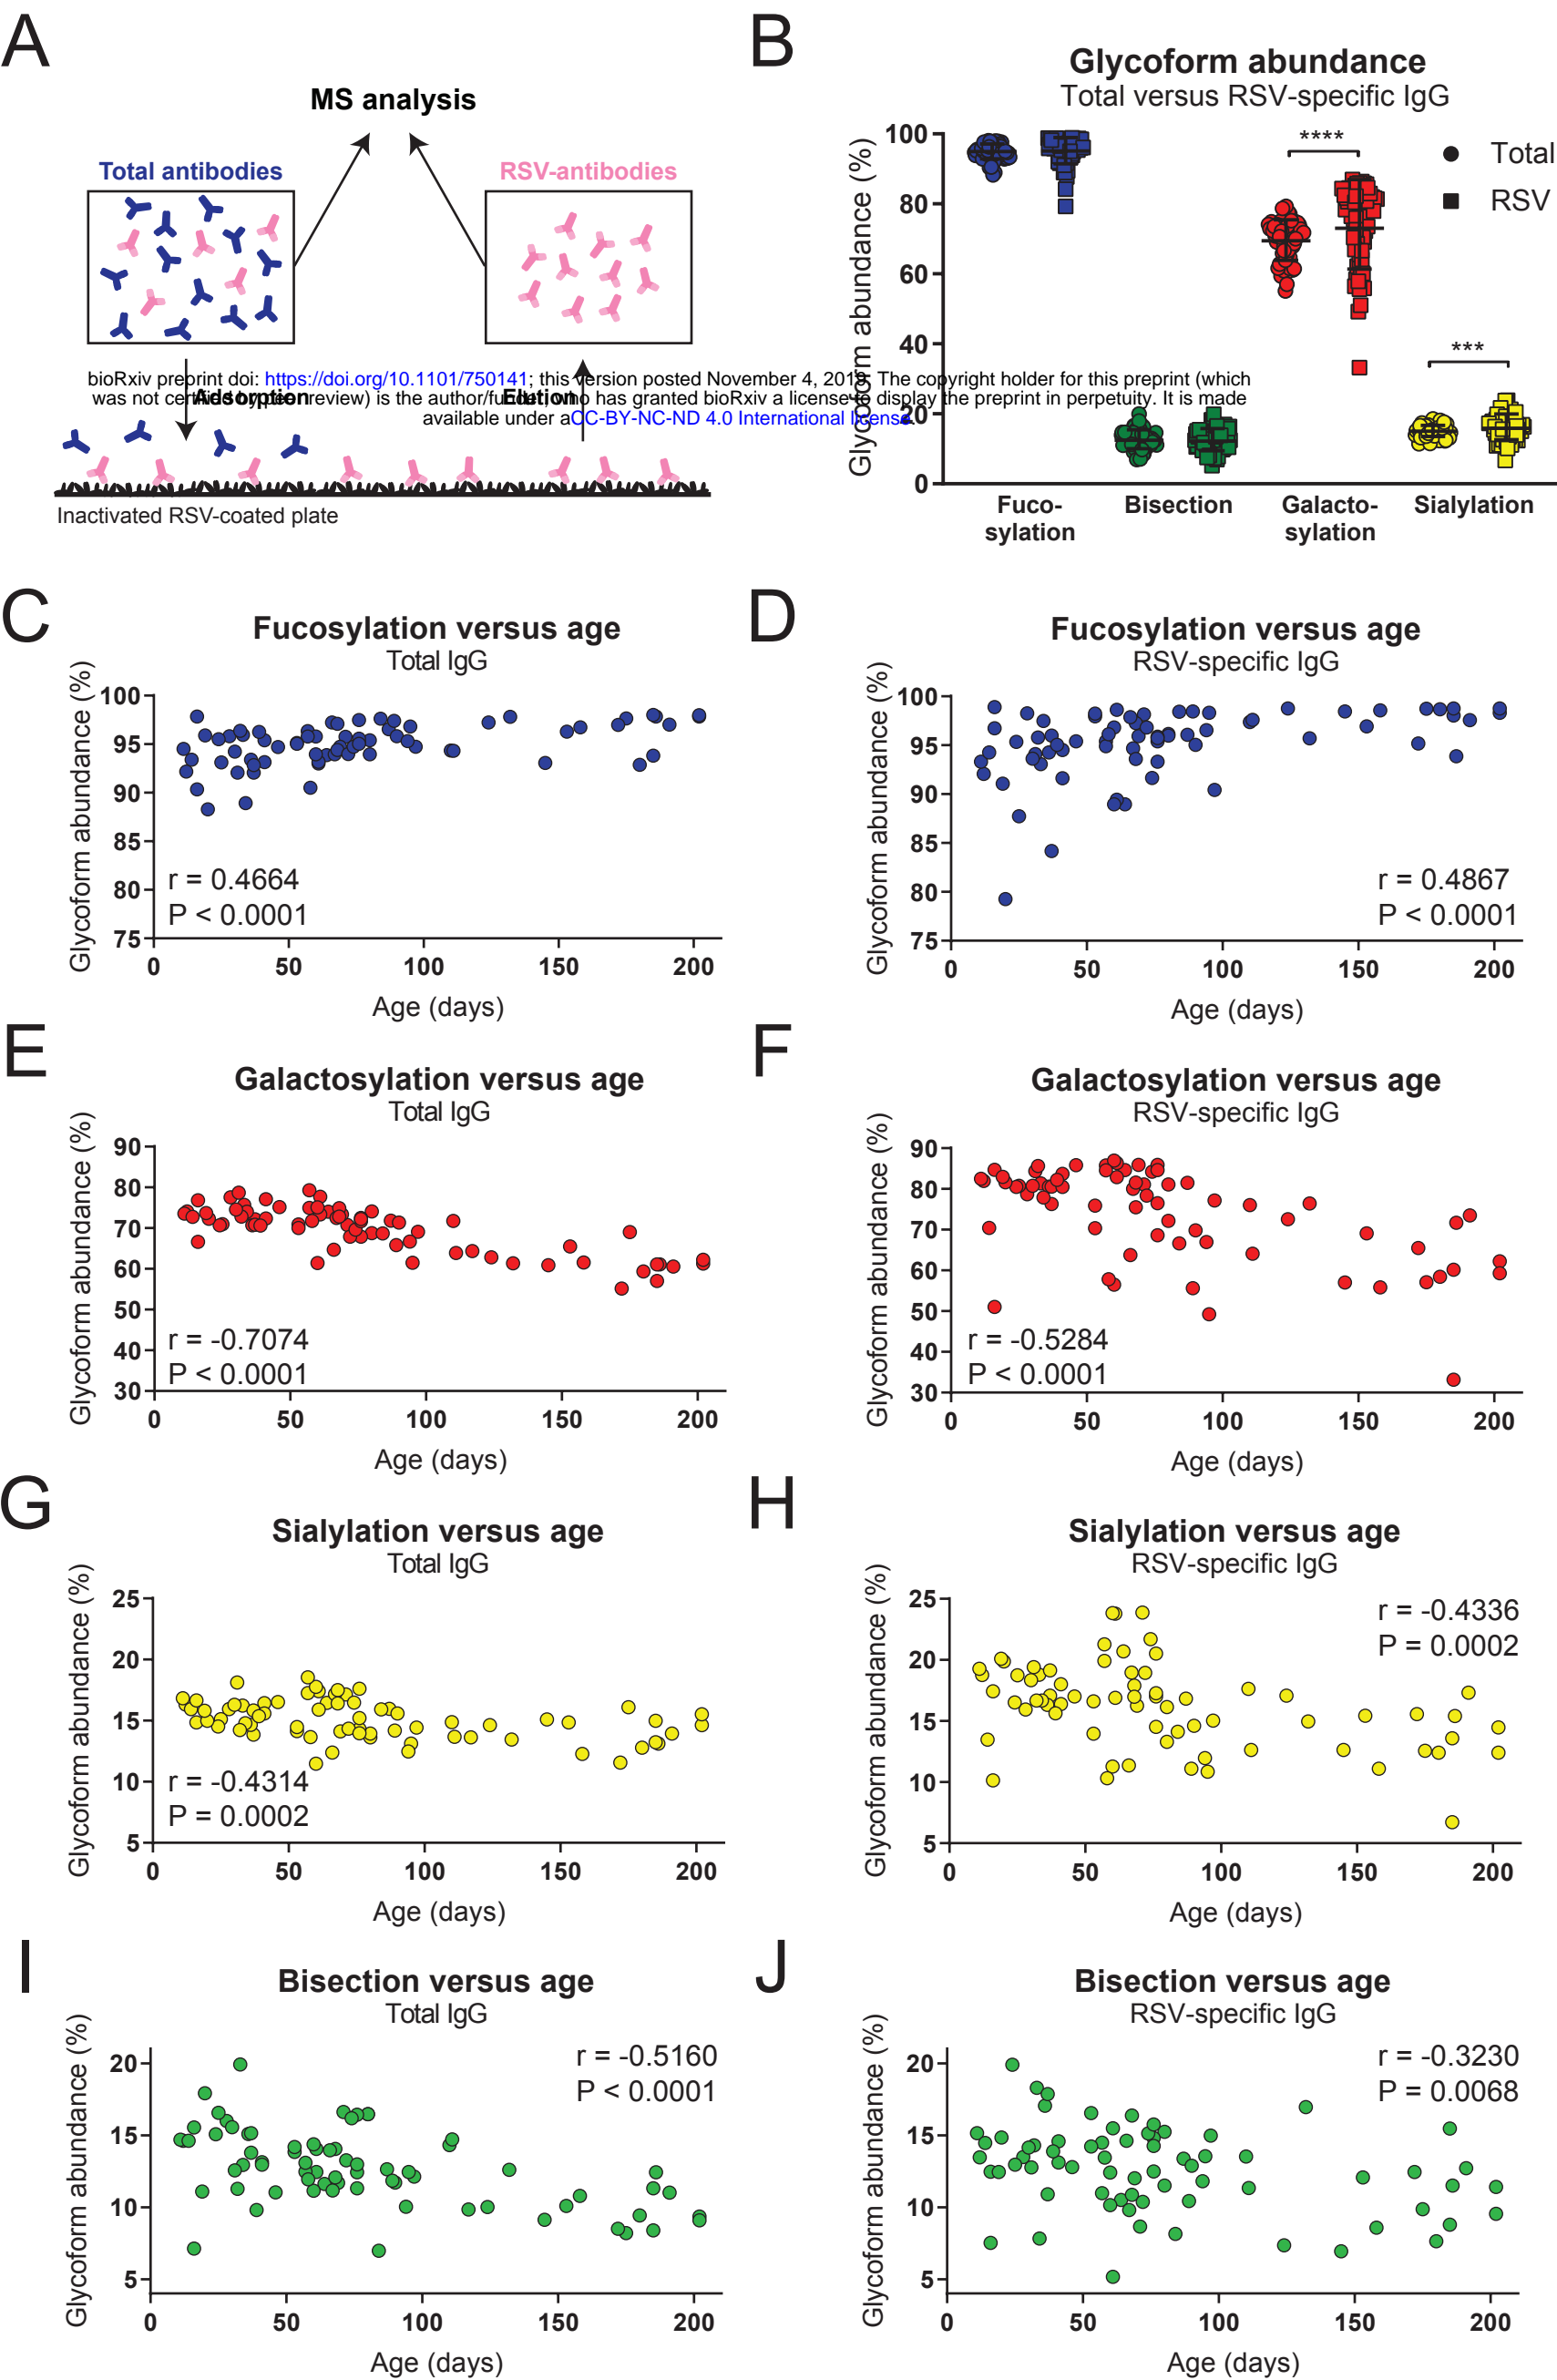 A
MS analysis
Total antibodies
RSV-antibodies
bioRxiv preprint doi: https://doi.org/10.1101/750141; this version posted November 4, 2019. The copyright holder for this preprint (which
was not certified by peer review) is the author/funder, who has granted bioRxiv a license to display the preprint in perpetuity. It is made
available under aCC-BY-NC-ND 4.0 International license.
Adsorption
Elution
Inactivated RSV-coated plate
B
Glycoform abundance
Total versus RSV-specific IgG
Glycoform abundance (%)
100
80
60
40
20
0
****
***
Total
RSV
Fuco-
sylation
Bisection
Galacto-
sylation
Sialylation
C
Fucosylation versus age
Total IgG
Glycoform abundance (%)
100
95
90
85
80
75
r = 0.4664
P < 0.0001
0 50 100 150 200
Age (days)
D
Fucosylation versus age
RSV-specific IgG
Glycoform abundance (%)
100
95
90
85
80
75
r = 0.4867
P < 0.0001
0 50 100 150 200
Age (days)
E
Galactosylation versus age
Total IgG
Glycoform abundance (%)
90
80
70
60
50
40
30
r = -0.7074
P < 0.0001
0 50 100 150 200
Age (days)
F
Galactosylation versus age
RSV-specific IgG
Glycoform abundance (%)
90
80
70
60
50
40
30
r = -0.5284
P < 0.0001
0 50 100 150 200
Age (days)
G
Sialylation versus age
Total IgG
Glycoform abundance (%)
25
20
15
10
5
r = -0.4314
P = 0.0002
0 50 100 150 200
Age (days)
H
Sialylation versus age
RSV-specific IgG
Glycoform abundance (%)
25
20
15
10
5
r = -0.4336
P = 0.0002
0 50 100 150 200
Age (days)
I
Bisection versus age
Total IgG
Glycoform abundance (%)
20
15
10
5
r = -0.5160
P < 0.0001
0 50 100 150 200
Age (days)
J
Bisection versus age
RSV-specific IgG
Glycoform abundance (%)
20
15
10
5
r = -0.3230
P = 0.0068
0 50 100 150 200
Age (days)